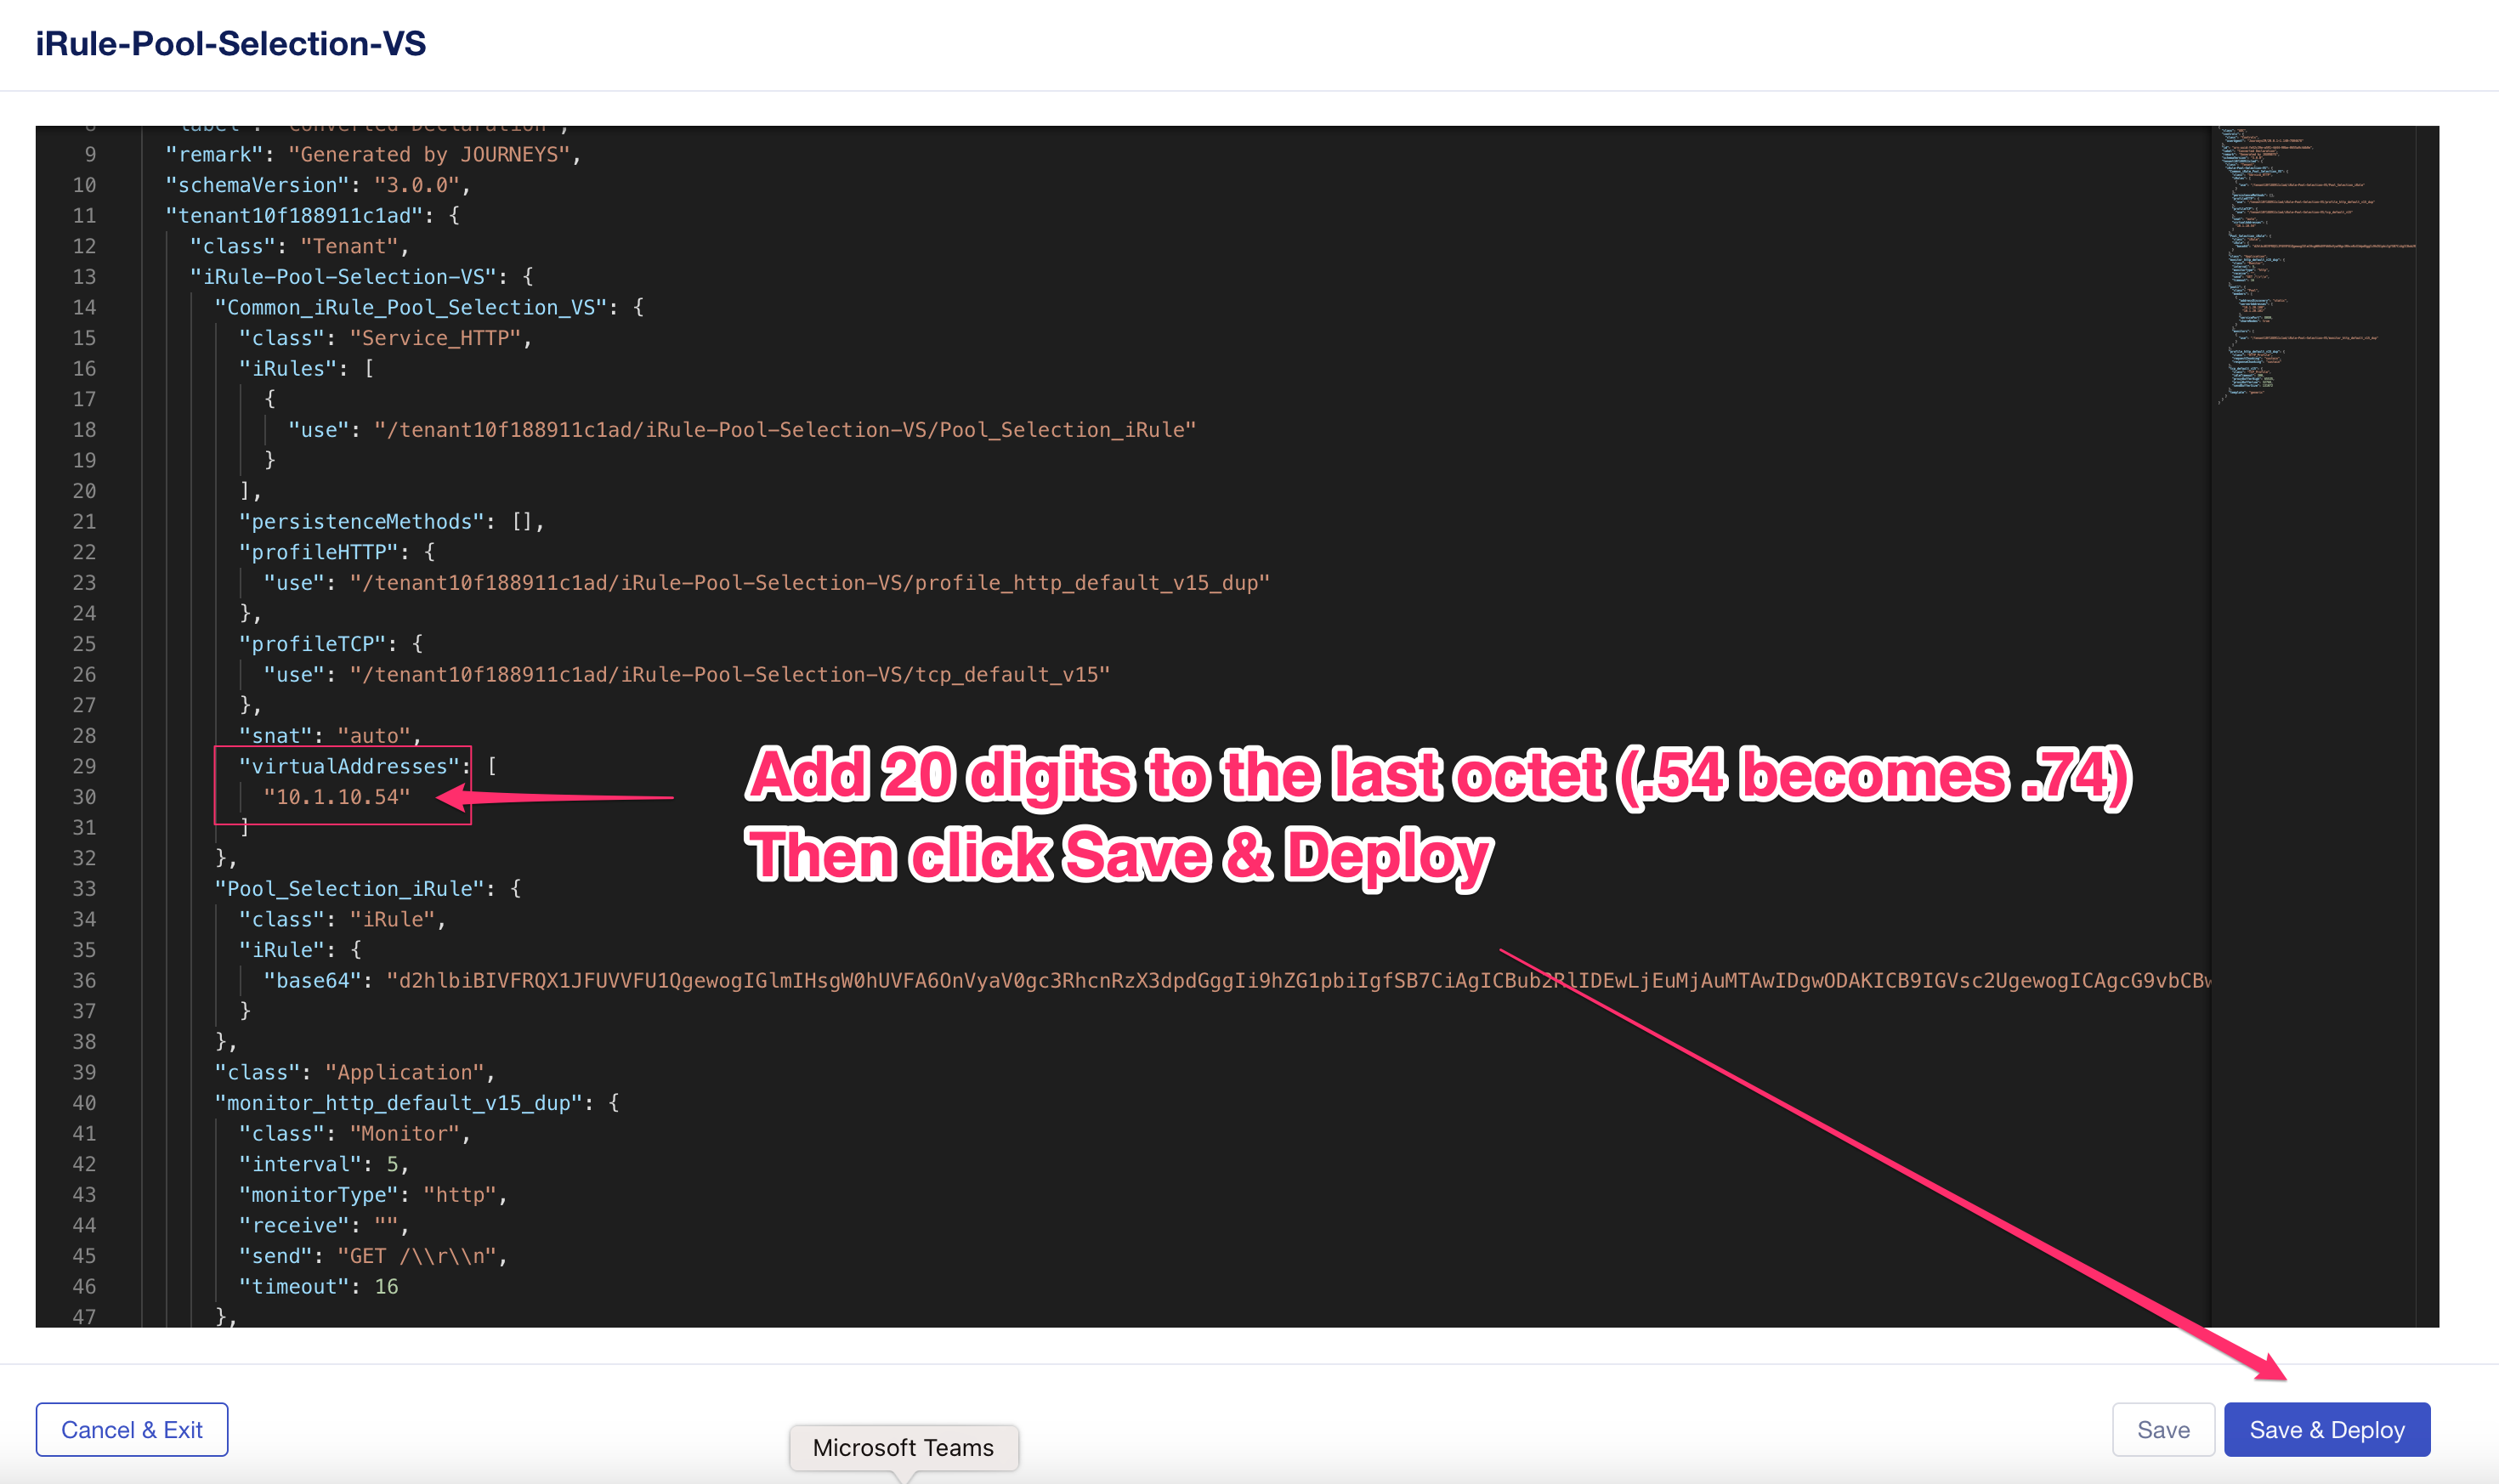 iRule-Pool-Selection-VS
8 "label": "Converted Declaration",
9 "remark": "Generated by JOURNEYS",
10 "schemaVersion": "3.0.0",
11 "tenant10f188911c1ad": {
12 "class": "Tenant",
13 "iRule-Pool-Selection-VS": {
14 "Common_iRule_Pool_Selection_VS": {
15 "class": "Service_HTTP",
16 "iRules": [
17 {
18 "use": "/tenant10f188911c1ad/iRule-Pool-Selection-VS/Pool_Selection_iRule"
19 }
20 ],
21 "persistenceMethods": [],
22 "profileHTTP": {
23 "use": "/tenant10f188911c1ad/iRule-Pool-Selection-VS/profile_http_default_v15_dup"
24 },
25 "profileTCP": {
26 "use": "/tenant10f188911c1ad/iRule-Pool-Selection-VS/tcp_default_v15"
27 },
28 "snat": "auto",
29 "virtualAddresses": [
30 "10.1.10.54"
31 ]
Add 20 digits to the last octet (.54 becomes .74)
Then click Save & Deploy
32 },
33 "Pool_Selection_iRule": {
34 "class": "iRule",
35 "iRule": {
36 "base64": "d2hlbiBIVFRQX1JFUVVFU1QgewogIGlmIHsgW0hUVFA6OnVyaV0gc3RhcnRzX3dpdGggIi9hZG1pbiIgfSB7CiAgICBub2RlIDEwLjEuMjAuMTAwIDgwODAKICB9IGVsc2UgewogICAgcG9vbCBw
37 }
38 },
39 "class": "Application",
40 "monitor_http_default_v15_dup": {
41 "class": "Monitor",
42 "interval": 5,
43 "monitorType": "http",
44 "receive": "",
45 "send": "GET /\\r\\n",
46 "timeout": 16
47 },
Cancel & Exit
Microsoft Teams
Save
Save & Deploy